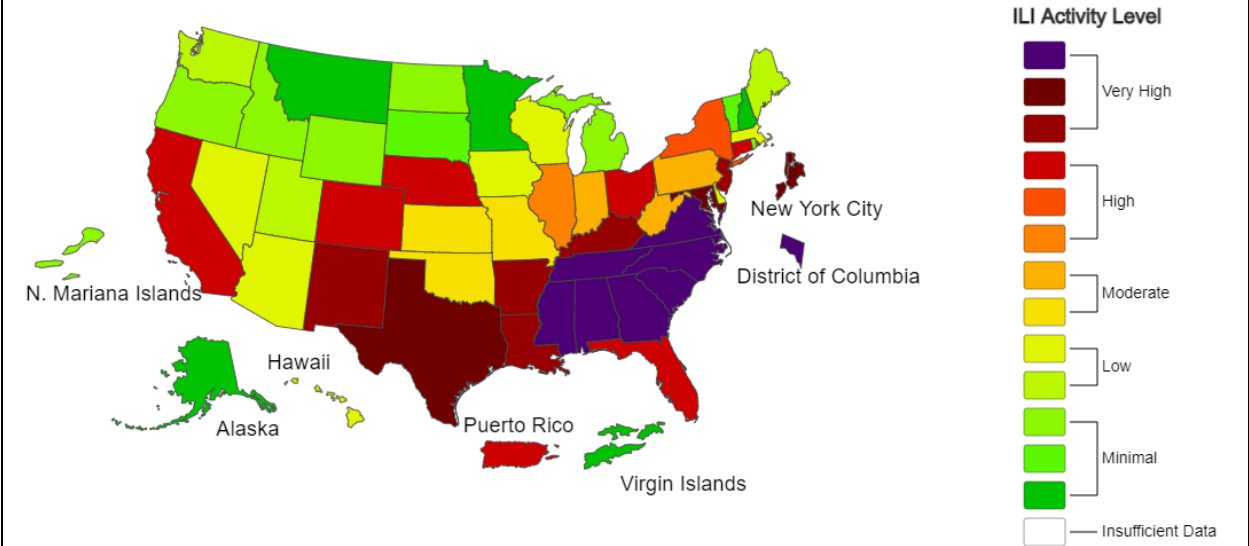 ILI Activity Level
Very High
High
Moderate
Low
Minimal
Insufficient Data
New York City
District of Columbia
N. Mariana Islands
Hawaii
Alaska
Puerto Rico
Virgin Islands